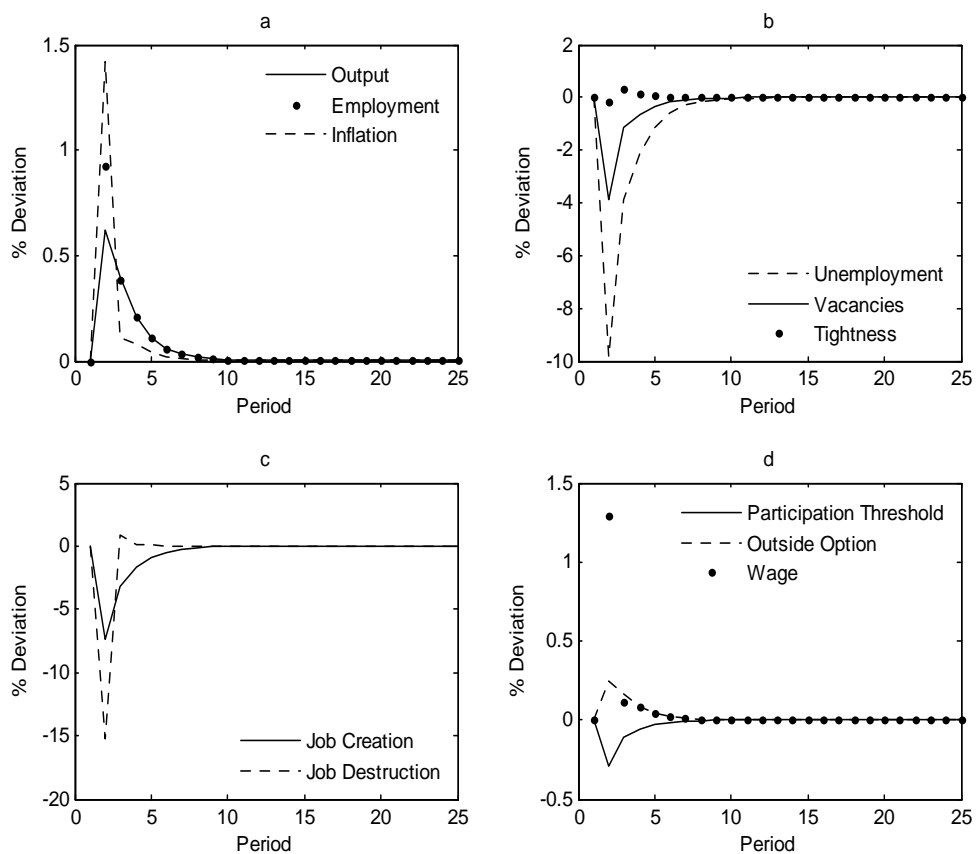 a
1.5
1
0.5
0
% Deviation
Output
Employment
Inflation
0 5 10 15 20 25
Period
b
2
0
-2
-4
-6
-8
-10
% Deviation
Unemployment
Vacancies
Tightness
0 5 10 15 20 25
Period
c
5
0
-5
-10
-15
-20
% Deviation
Job Creation
Job Destruction
0 5 10 15 20 25
Period
d
1.5
1
0.5
0
-0.5
% Deviation
Participation Threshold
Outside Option
Wage
0 5 10 15 20 25
Period